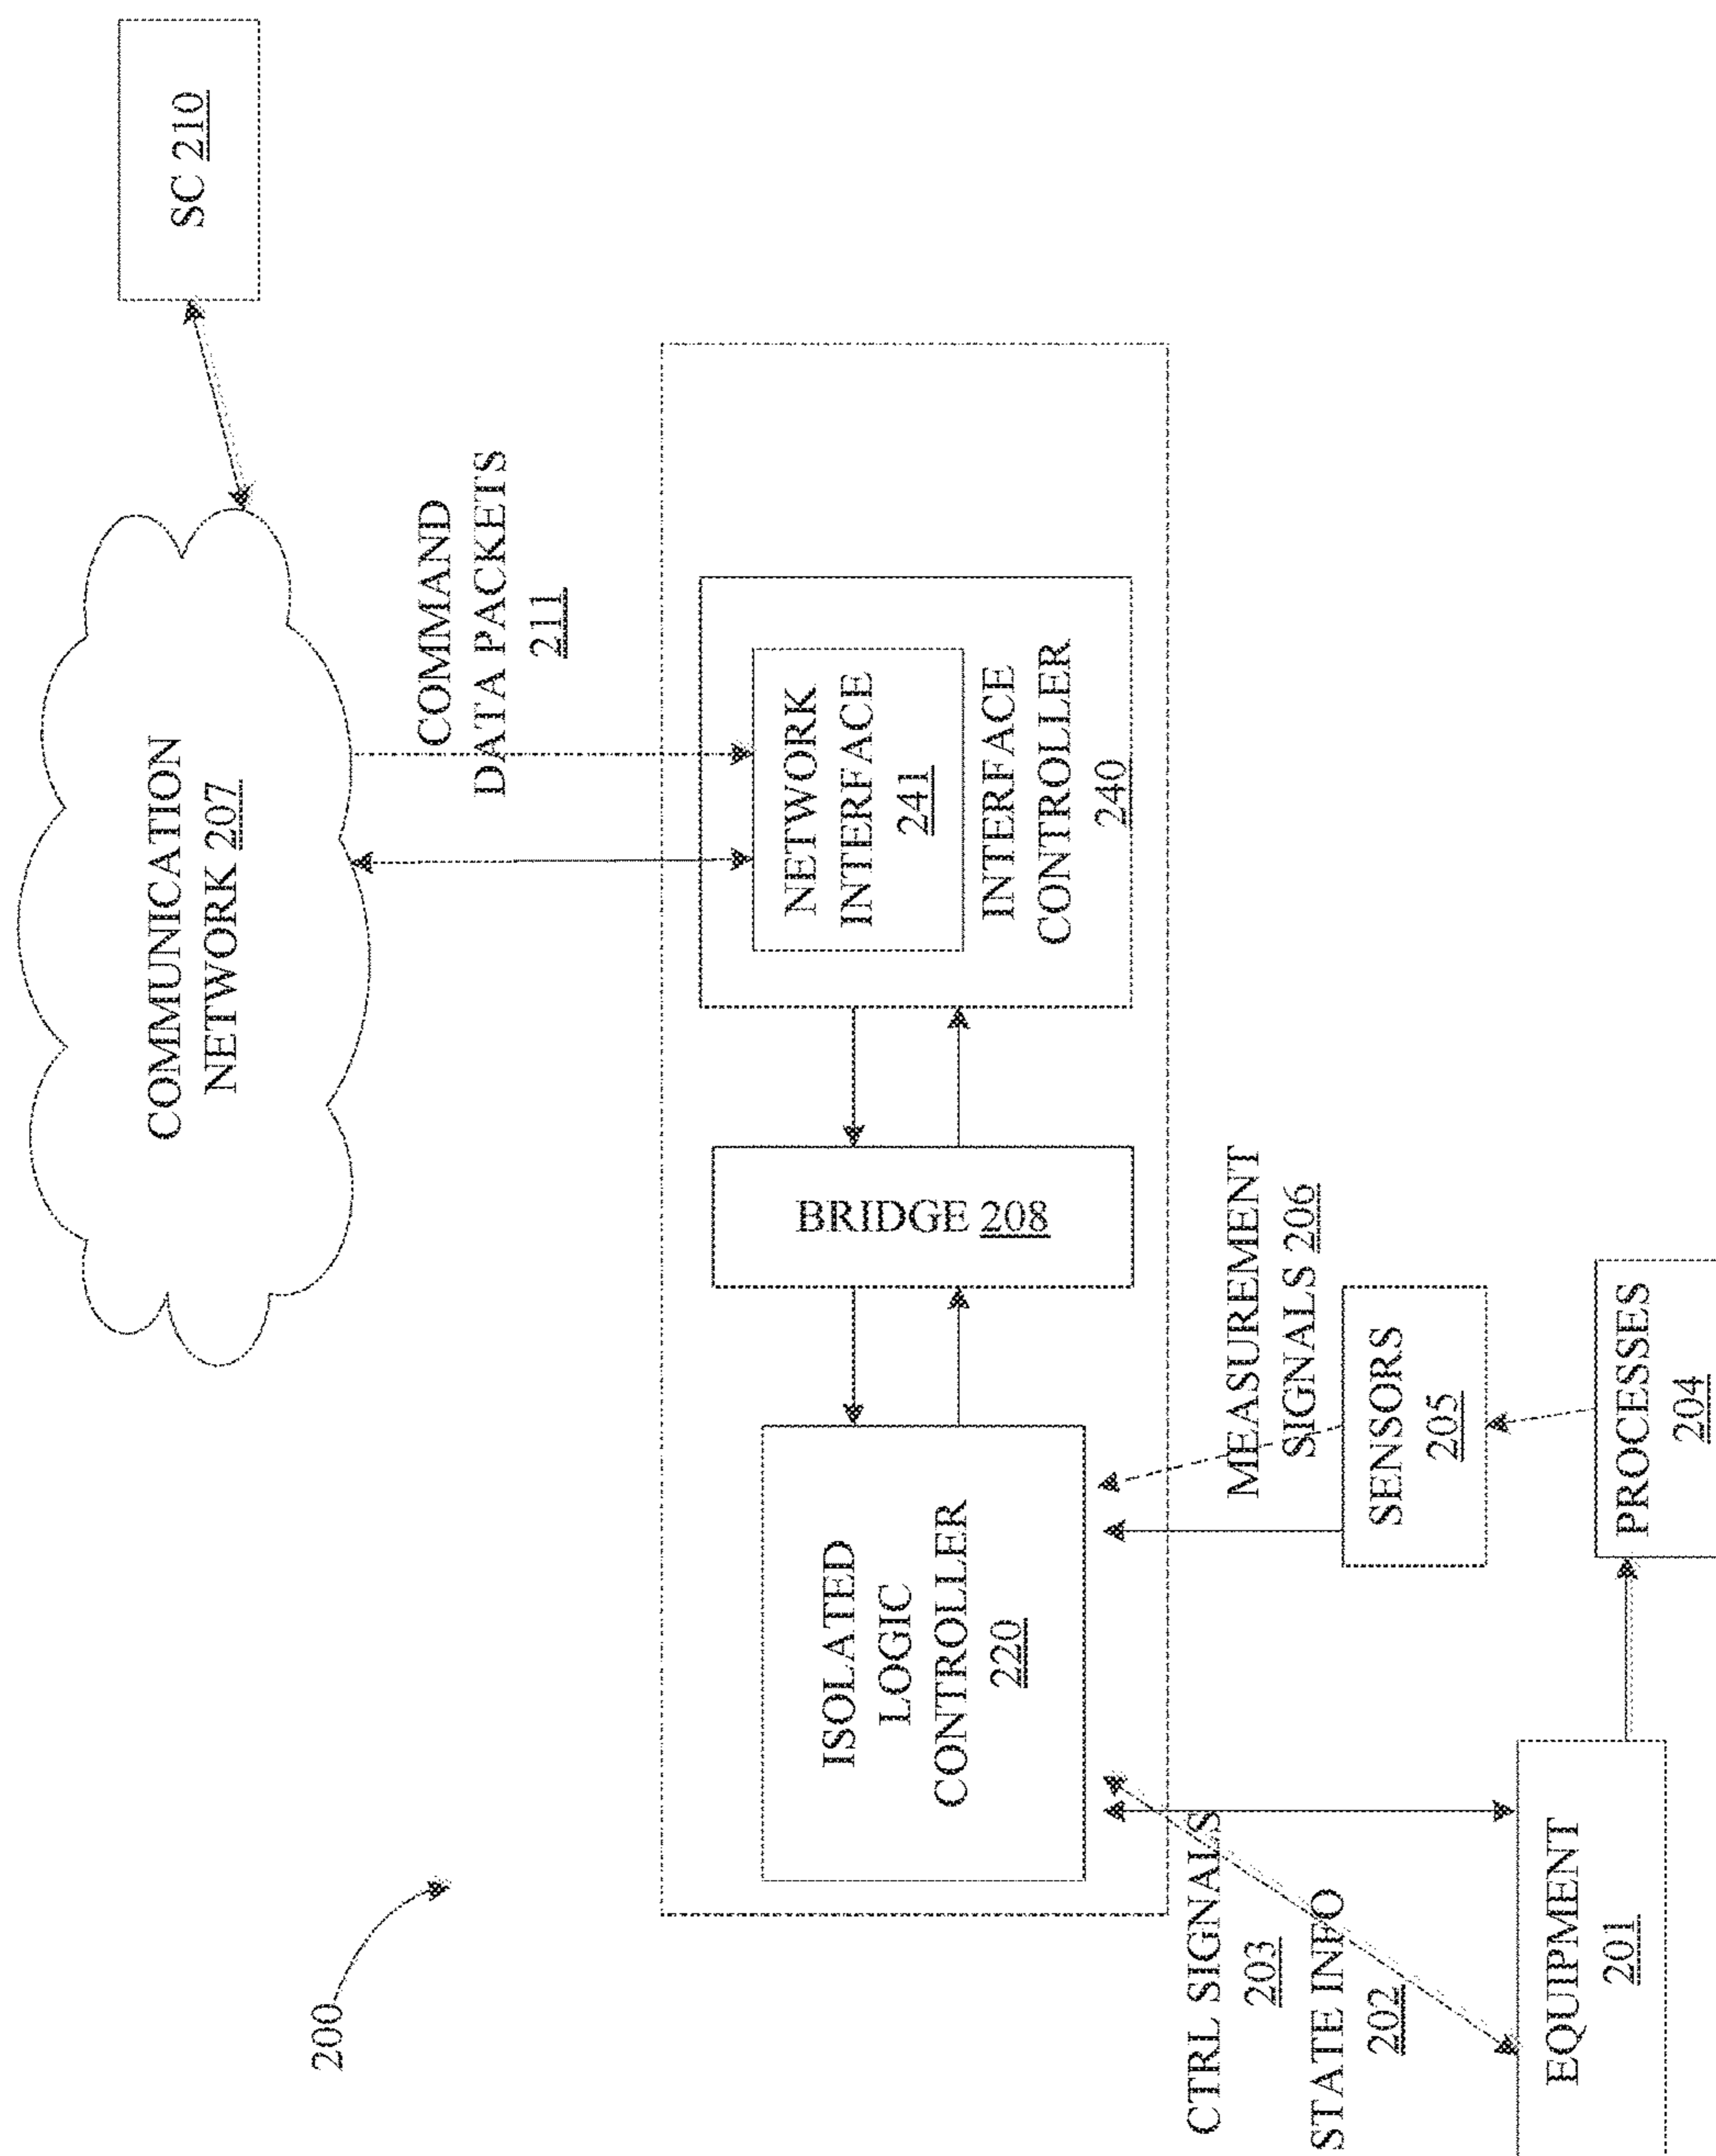 200
COMMUNICATION
NETWORK 207
SC 210
COMMAND
DATA PACKETS
211
ISOLATED
LOGIC
CONTROLLER
220
BRIDGE 208
NETWORK
INTERFACE
241
INTERFACE
CONTROLLER
240
CTRL SIGNALS
203
STATE INFO
202
MEASUREMENT
SIGNALS 206
SENSORS
205
EQUIPMENT
201
PROCESSES
204